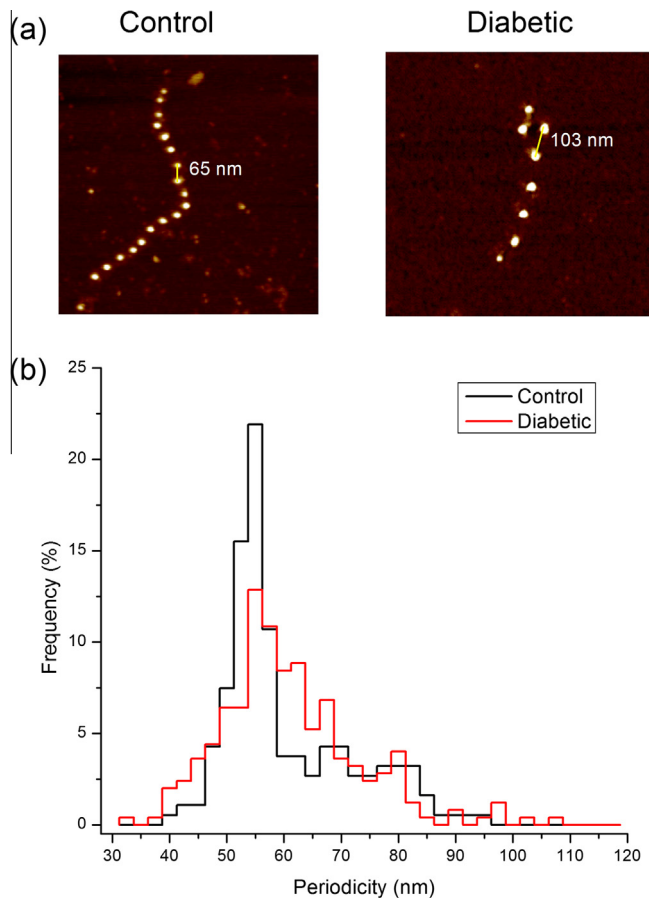 (a)
Control
Diabetic
65 nm
103 nm
(b)
25
20
15
10
5
0
Frequency (%)
Control
Diabetic
30 40 50 60 70 80 90 100 110 120
Periodicity (nm)